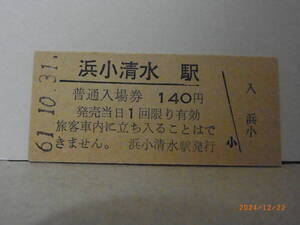 61.10.31.
浜小清水 駅
普通入場券 140円
発売当日1回限り有効
旅客車内に立ち入ることはで
きません。 浜小清水駅発行
小
入
浜小
2024/12/22